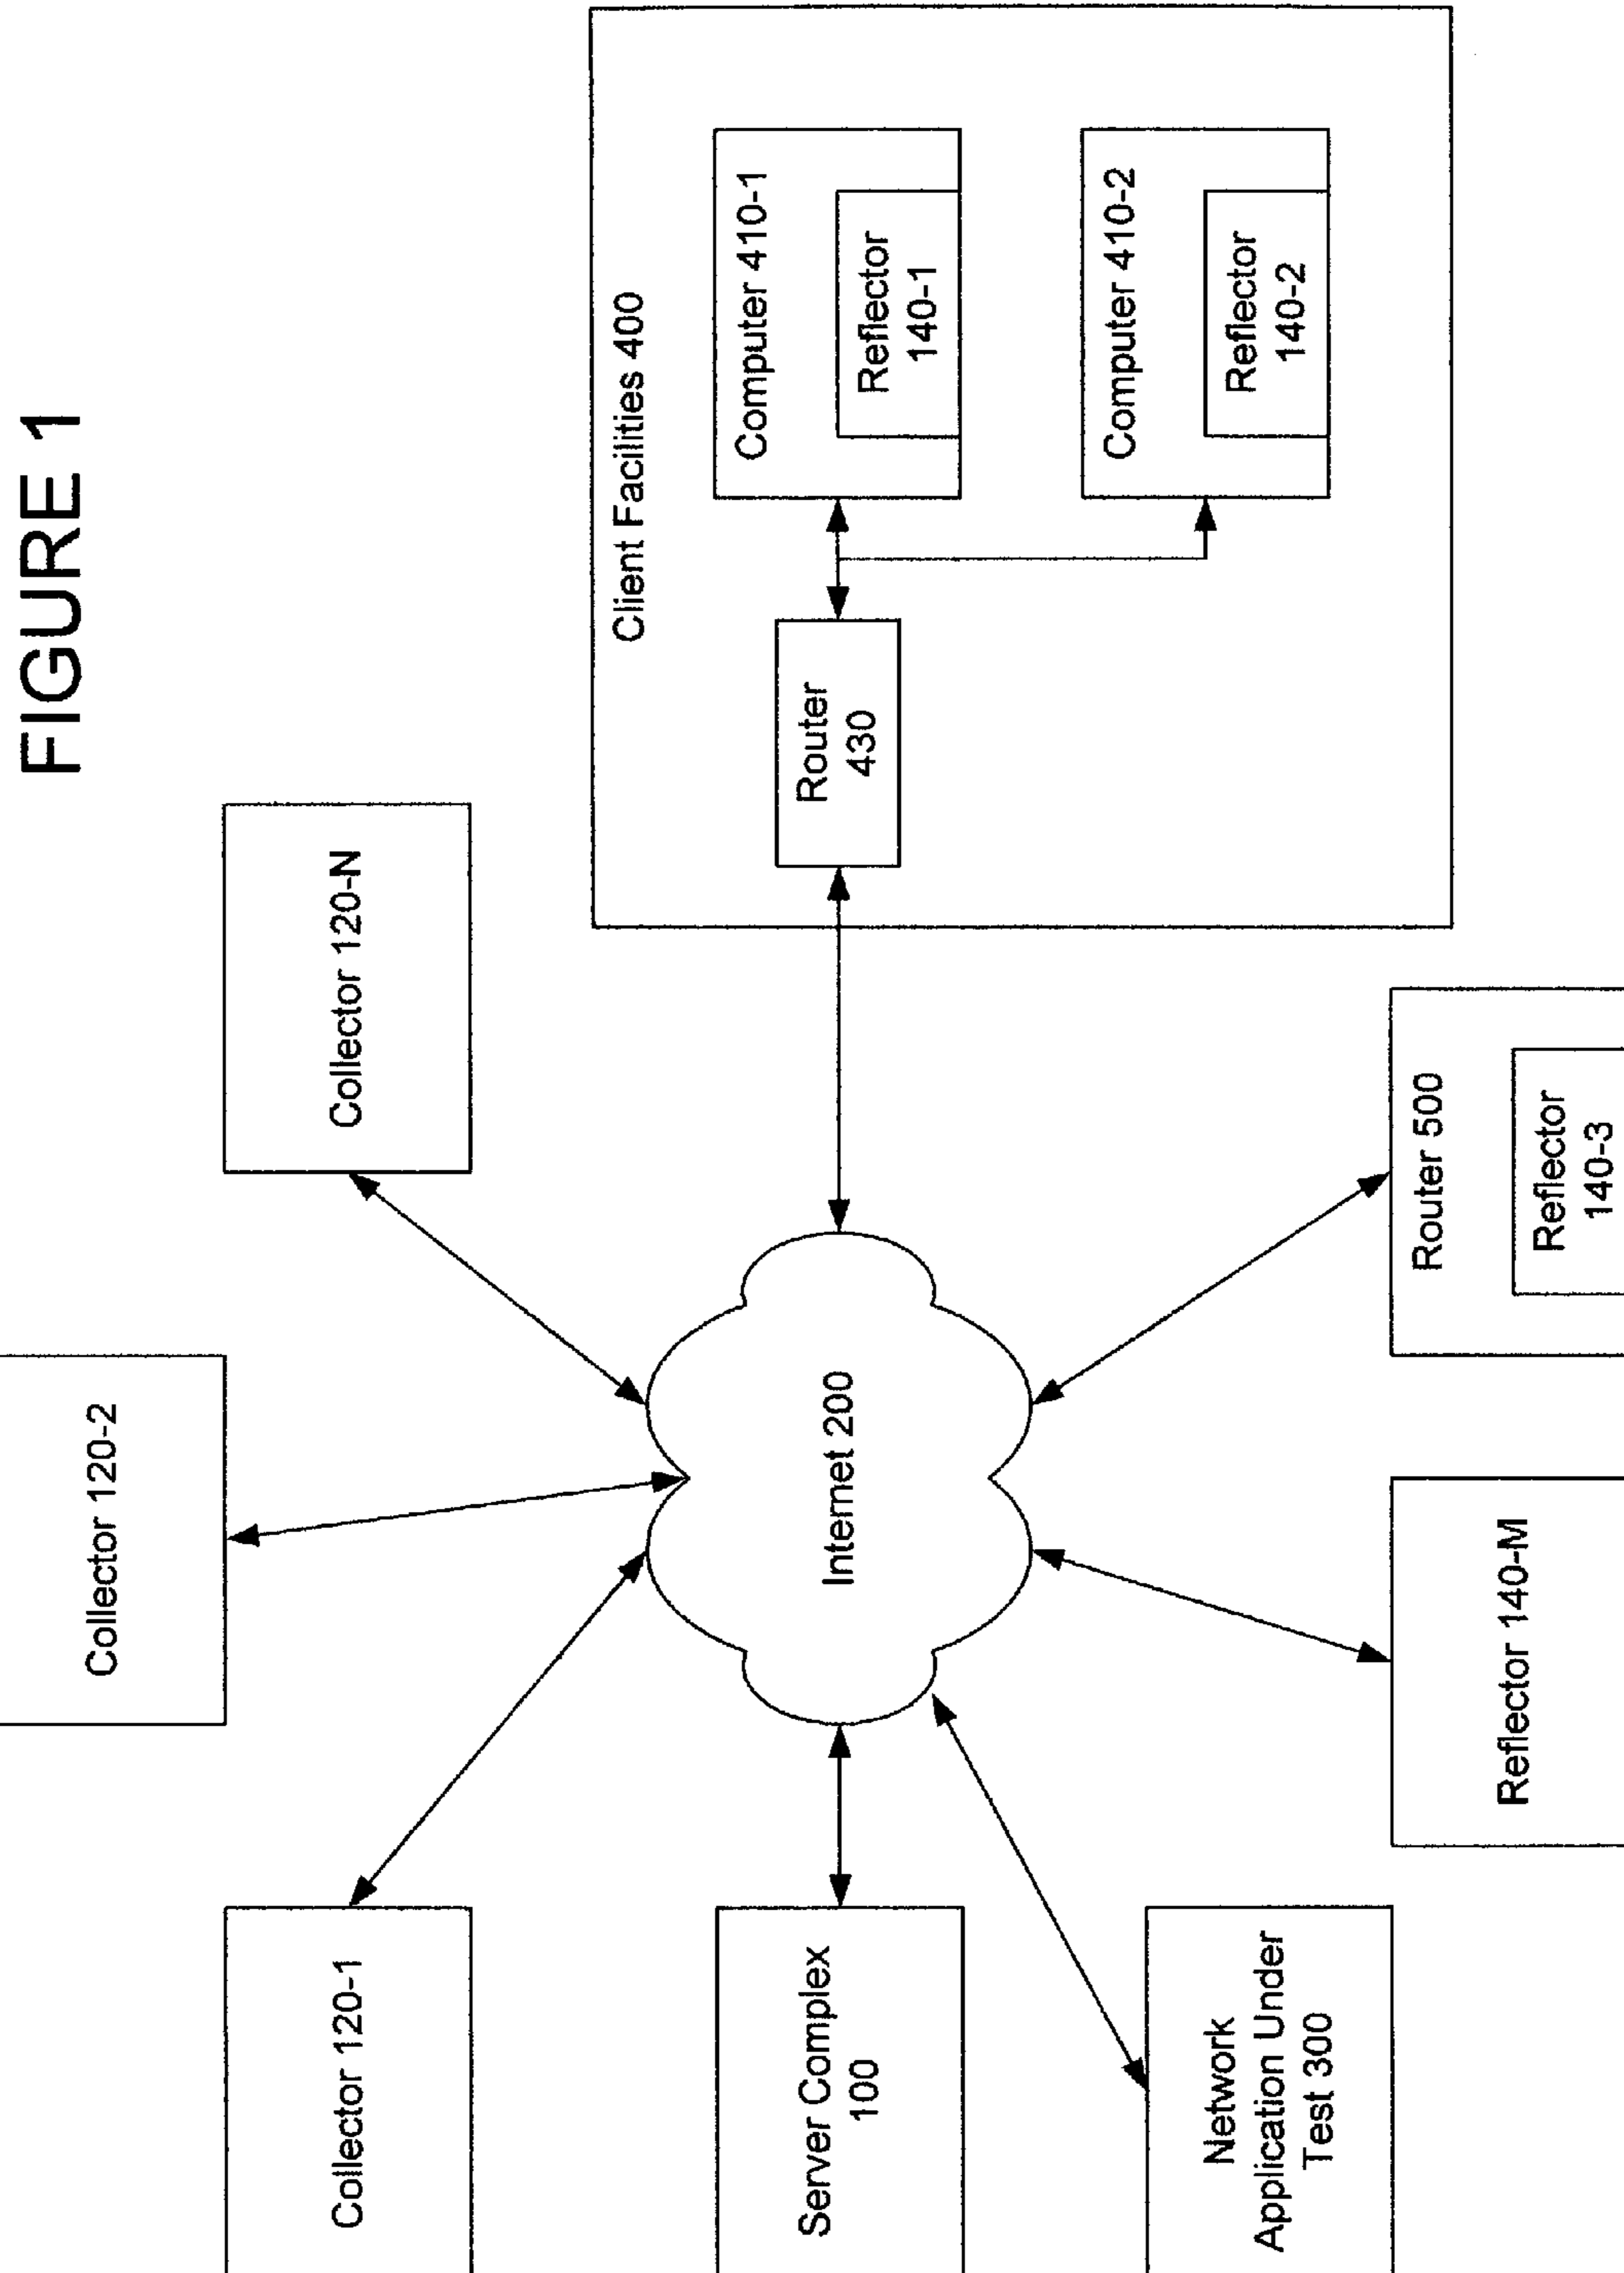 FIGURE 1
Collector 120-2
Collector 120-1
Collector 120-N
Client Facilities 400
Server Complex
100
Internet 200
Router
430
Computer 410-1
Reflector
140-1
Computer 410-2
Reflector
140-2
Network
Application Under
Test 300
Reflector 140-M
Router 500
Reflector
140-3